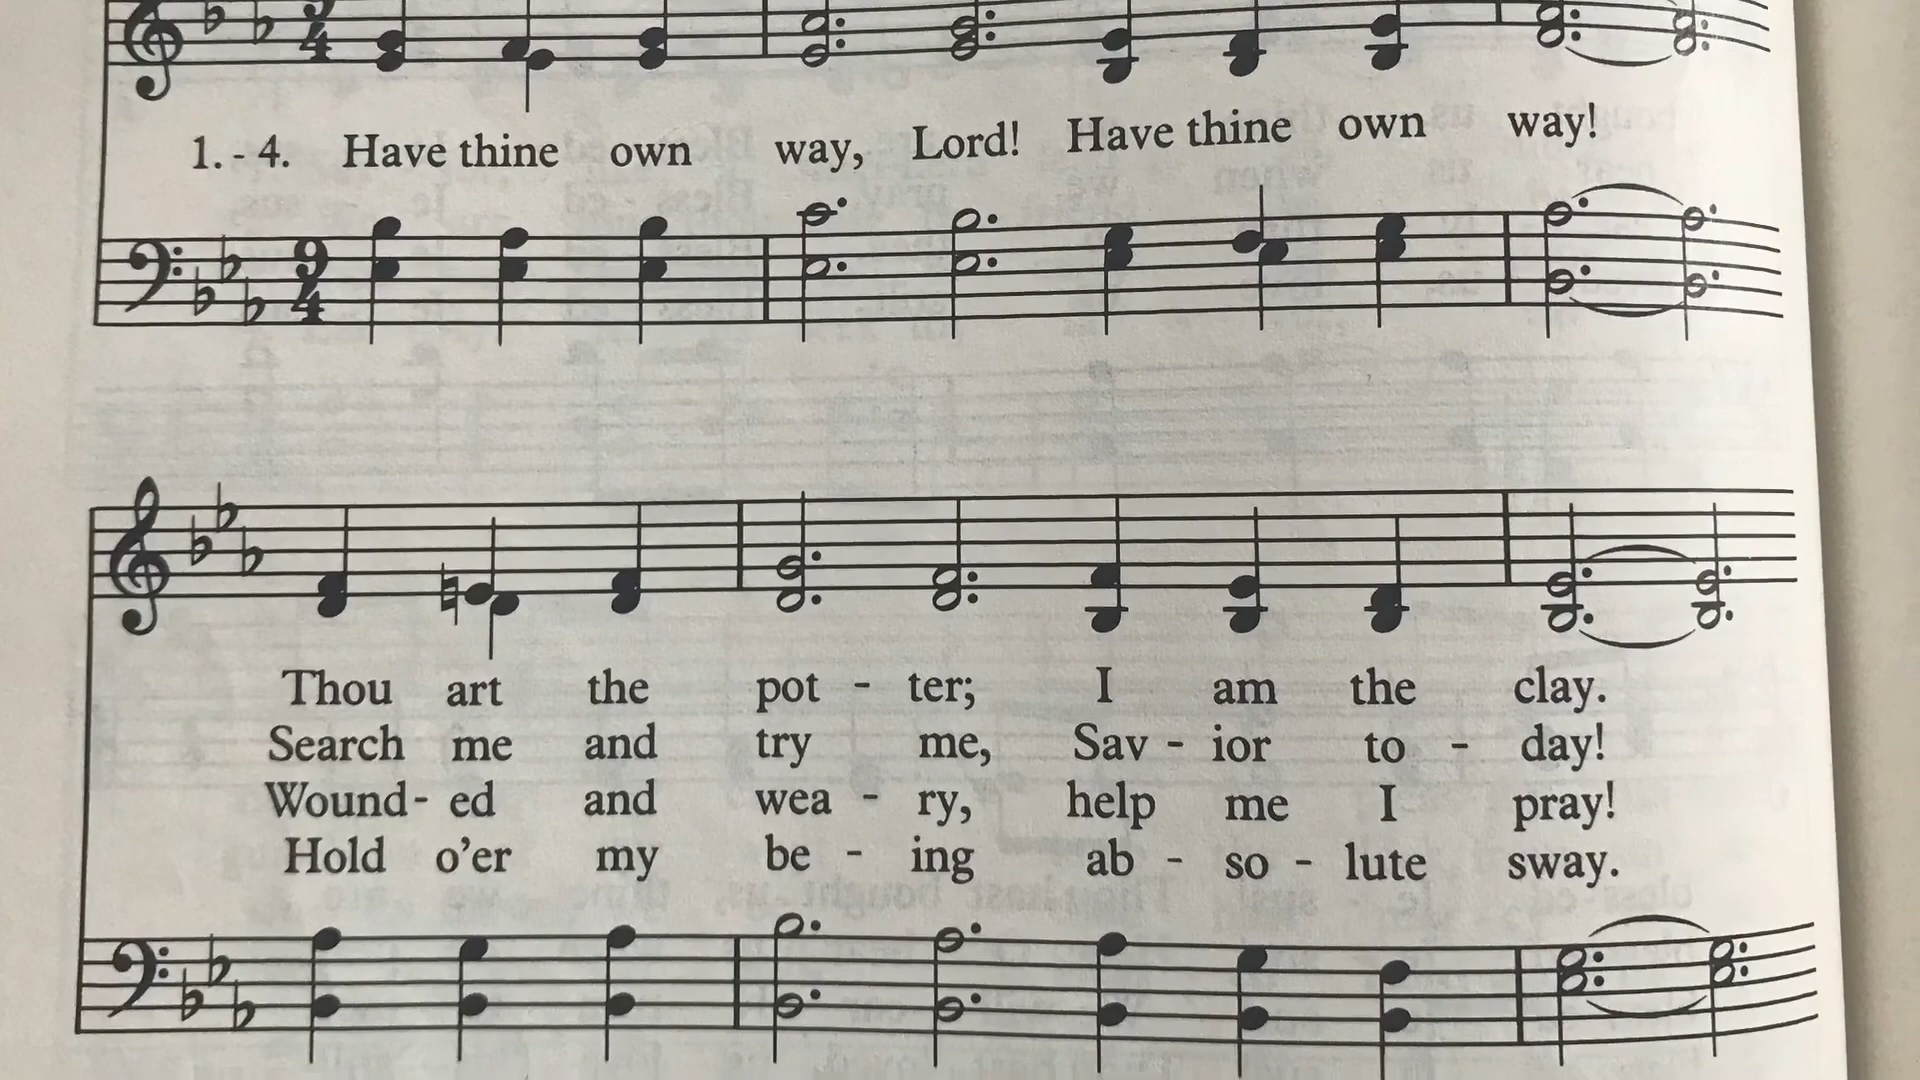 1.-4. Have thine own way, Lord! Have thine own way!
Thou art the pot - ter; I am the clay.
Search me and try me, Sav - ior to - day!
Wound- ed and wea - ry, help me I pray!
Hold o'er my be - ing ab - so - lute sway.